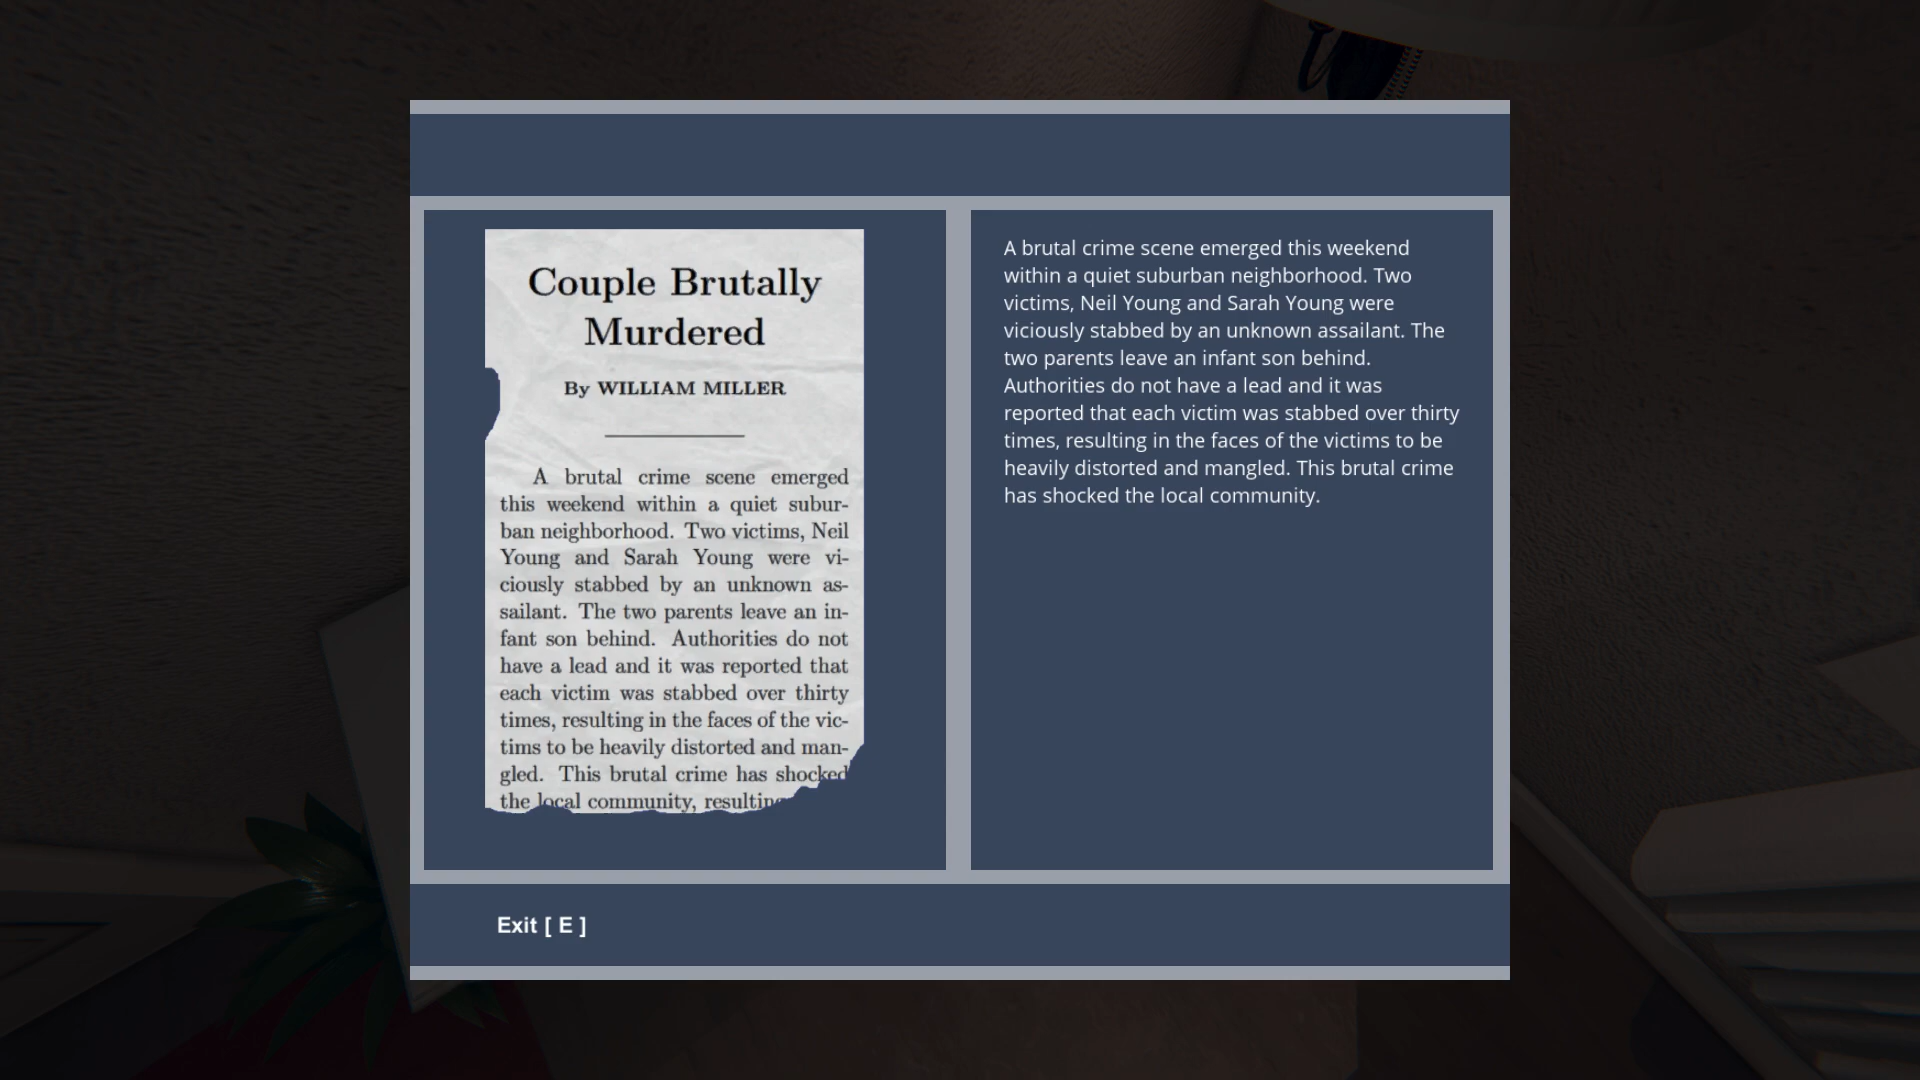 Couple Brutally
Murdered
By WILLIAM MILLER
A brutal crime scene emerged
this weekend within a quiet subur-
ban neighborhood. Two victims, Neil
Young and Sarah Young were vi-
ciously stabbed by an unknown as-
sailant. The two parents leave an in-
fant son behind. Authorities do not
have a lead and it was reported that
each victim was stabbed over thirty
times, resulting in the faces of the vic-
tims to be heavily distorted and man-
gled. This brutal crime has shocked
the local community, resulting
A brutal crime scene emerged this weekend
within a quiet suburban neighborhood. Two
victims, Neil Young and Sarah Young were
viciously stabbed by an unknown assailant. The
two parents leave an infant son behind.
Authorities do not have a lead and it was
reported that each victim was stabbed over thirty
times, resulting in the faces of the victims to be
heavily distorted and mangled. This brutal crime
has shocked the local community.
Exit [ E ]